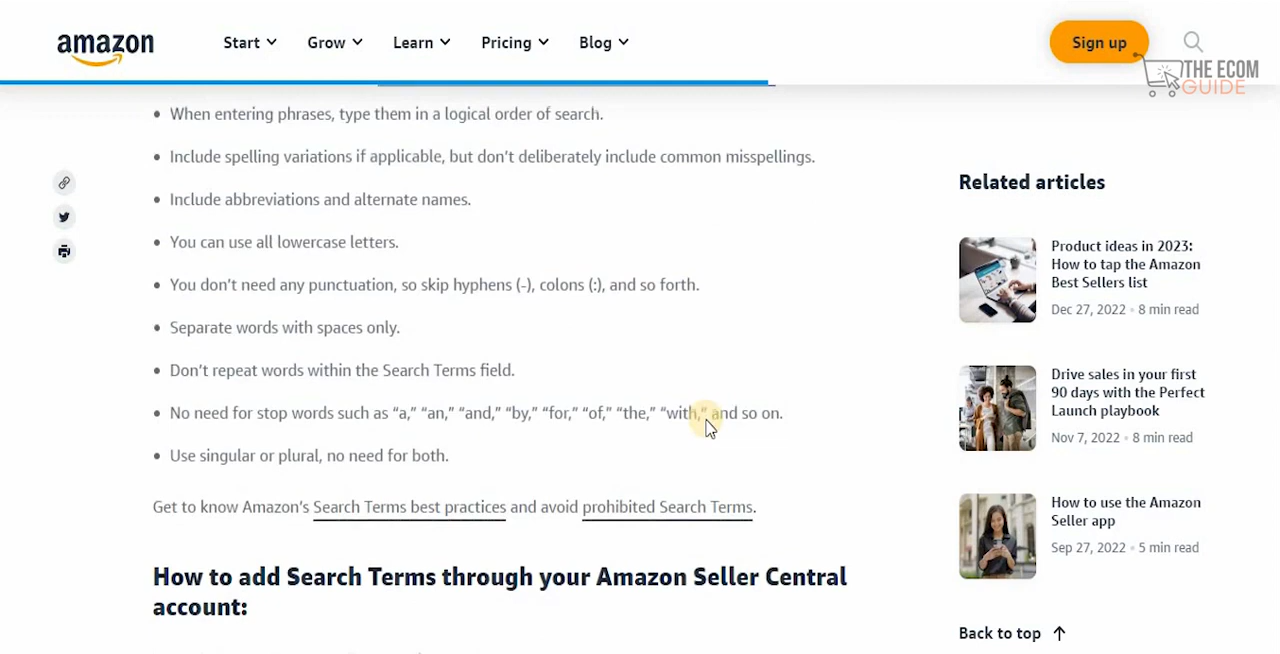 amazon
Start
Grow
Learn
Pricing
Blog
Sign up
THE ECOM
GUIDE
• When entering phrases, type them in a logical order of search.
• Include spelling variations if applicable, but don’t deliberately include common misspellings.
• Include abbreviations and alternate names.
• You can use all lowercase letters.
• You don’t need any punctuation, so skip hyphens (-), colons (:), and so forth.
• Separate words with spaces only.
• Don’t repeat words within the Search Terms field.
• No need for stop words such as “a,” “an,” “and,” “by,” “for,” “of,” “the,” “with,” and so on.
• Use singular or plural, no need for both.
Get to know Amazon’s Search Terms best practices and avoid prohibited Search Terms.
How to add Search Terms through your Amazon Seller Central
account:
Related articles
Product ideas in 2023:
How to tap the Amazon
Best Sellers list
Dec 27, 2022 • 8 min read
Drive sales in your first
90 days with the Perfect
Launch playbook
Nov 7, 2022 • 8 min read
How to use the Amazon
Seller app
Sep 27, 2022 • 5 min read
Back to top